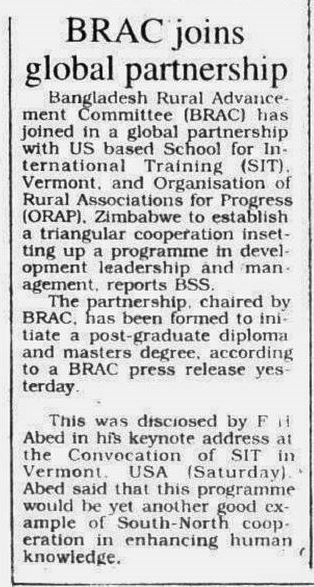 BRAC joins
global partnership
Bangladesh Rural Advance-
ment Committee (BRAC) has
joined in a global partnership
with US based School for In-
ternational Training (SIT),
Vermont, and Organisation of
Rural Associations for Progress
(ORAP), Zimbabwe to establish
a triangular cooperation inset-
ting up a programme in devel-
opment leadership and man-
agement, reports BSS.
The partnership, chaired by
BRAC, has been formed to ini-
tiate a post-graduate diploma
and masters degree, according
to a BRAC press release yes-
terday.
This was disclosed by F
Abed in his keynote address at
the Convocation of SIT in
Vermont, USA (Saturday).
Abed said that this programme
would be yet another good ex-
ample of South-North coop-
eration in enhancing human
knowledge.